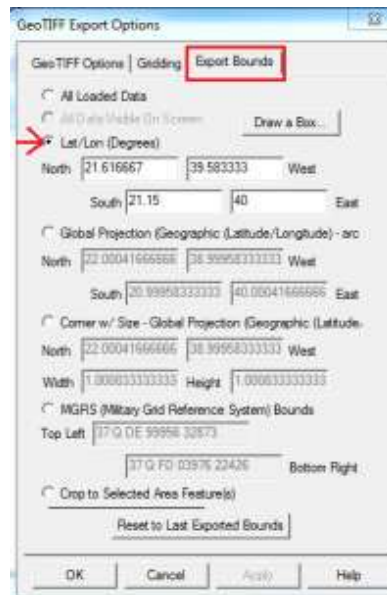 GeoTIFF Export Options
GeoTIFF Options Gridding Export Bounds
All Loaded Data
All Data Visible On Screen Draw a Box...
Lat/Lon (Degrees)
North 21.616667 39.583333 West
South 21.15 40 East
Global Projection (Geographic (Latitude/Longitude) - arc
North 22.00041666666 38.99958333333 West
South 20.99958333333 40.00041666666 East
Corner w/ Size - Global Projection (Geographic (Latitude
North 22.00041666666 38.99958333333 West
Width 1.000833333333 Height 1.000833333333
MGRS (Military Grid Reference System) Bounds
Top Left 37 Q DE 99956 32873
37 Q FD 03976 22426 Bottom Right
Crop to Selected Area Feature(s)
Reset to Last Exported Bounds
OK Cancel Apply Help